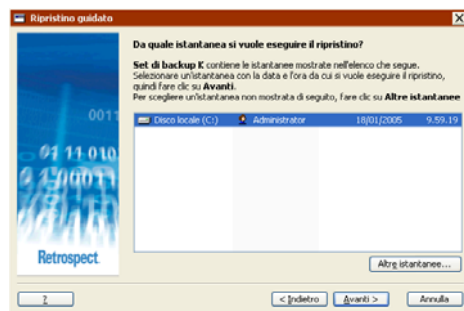 Ripristino guidato
Da quale istantanea si vuole eseguire il ripristino?
Set di backup K contiene le istantanee mostrate nell'elenco che segue.
Selezionare un'istantanea con la data e l'ora da cui si vuole eseguire il ripristino,
quindi fare clic su Avanti.
Per scegliere un'istantanea non mostrata di seguito, fare clic su Altre istantanee
Disco locale (C:) Administrator 18/01/2005 9.59.19
Retrospect
Altre istantanee...
? < Indietro Avanti > Annulla